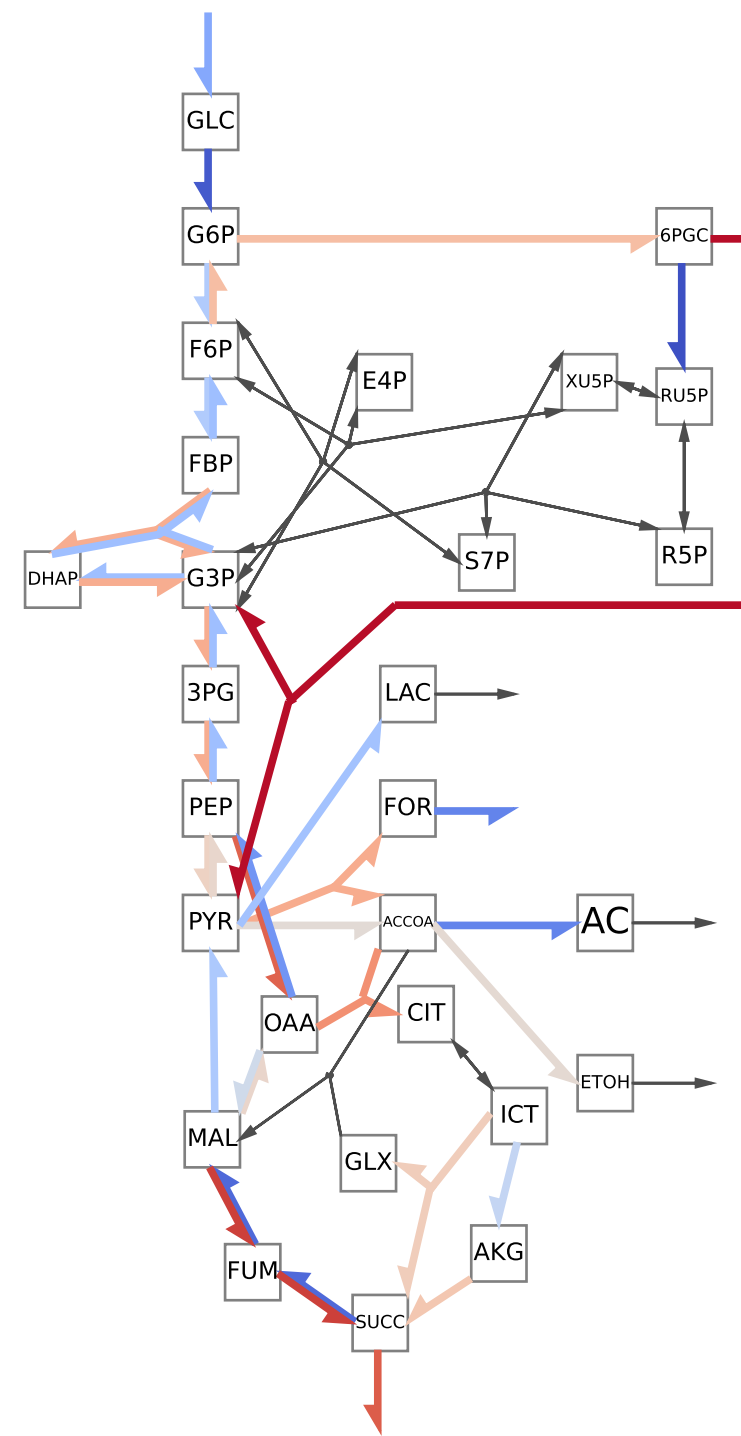 GLC
G6P
6PGC
F6P
E4P
XU5P
RU5P
FBP
S7P
R5P
DHAP
G3P
3PG
LAC
PEP
FOR
PYR
ACCOA
AC
OAA
CIT
ETOH
ICT
MAL
GLX
AKG
FUM
SUCC